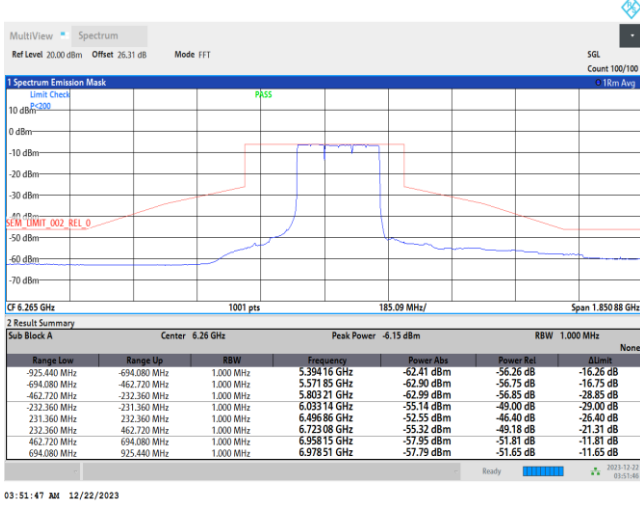 MultiView Spectrum
Ref Level 20.00 dBm Offset 26.31 dB Mode FFT SGL
Count 100/100
1 Spectrum Emission Mask 1Rm Avg
Limit Check PASS
P<200
10 dBm
0 dBm
-10 dBm
-20 dBm
-30 dBm
-40 dBm
SEM_LIMIT_002_REL_0
-50 dBm
-60 dBm
-70 dBm
CF 6.265 GHz 1001 pts 185.09 MHz/ Span 1.850 88 GHz
2 Result Summary
Sub Block A Center 6.26 GHz Peak Power -6.15 dBm RBW 1.000 MHz
None
Range Low Range Up RBW Frequency Power Abs Power Rel ΔLimit
-925.440 MHz -694.080 MHz 1.000 MHz 5.394 16 GHz -62.41 dBm -56.26 dB -16.26 dB
-694.080 MHz -462.720 MHz 1.000 MHz 5.571 85 GHz -62.90 dBm -56.75 dB -16.75 dB
-462.720 MHz -232.360 MHz 1.000 MHz 5.803 21 GHz -62.99 dBm -56.85 dB -28.85 dB
-232.360 MHz -231.360 MHz 1.000 MHz 6.033 14 GHz -55.14 dBm -49.00 dB -29.00 dB
231.360 MHz 232.360 MHz 1.000 MHz 6.496 86 GHz -52.55 dBm -46.40 dB -26.40 dB
232.360 MHz 462.720 MHz 1.000 MHz 6.723 08 GHz -55.32 dBm -49.18 dB -21.31 dB
462.720 MHz 694.080 MHz 1.000 MHz 6.958 15 GHz -57.95 dBm -51.81 dB -11.81 dB
694.080 MHz 925.440 MHz 1.000 MHz 6.978 51 GHz -57.79 dBm -51.65 dB -11.65 dB
Ready 2023-12-22
03:51:46
03:51:47 AM 12/22/2023